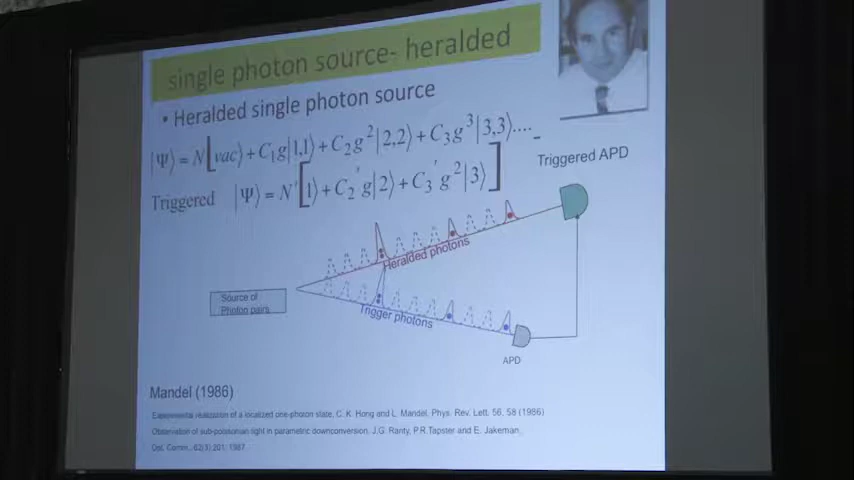 single photon source- heralded
• Heralded single photon source
|Ψ⟩ = N[vac⟩ + C₁g|1,1⟩ + C₂g²|2,2⟩ + C₃g³|3,3⟩....
Triggered |Ψ⟩ = N'[1⟩ + C₂'g|2⟩ + C₃'g²|3⟩]
Triggered APD
Heralded photons
Source of
Photon pairs
Trigger photons
APD
Mandel (1986)
Experimental realization of a localized one-photon state, C. K. Hong and L. Mandel, Phys. Rev. Lett. 56, 58 (1986)
Observation of sub-poissonian light in parametric downconversion, J.G. Rarity, P.R.Tapster and E. Jakeman,
Opt. Comm., 62(3) 201, 1987